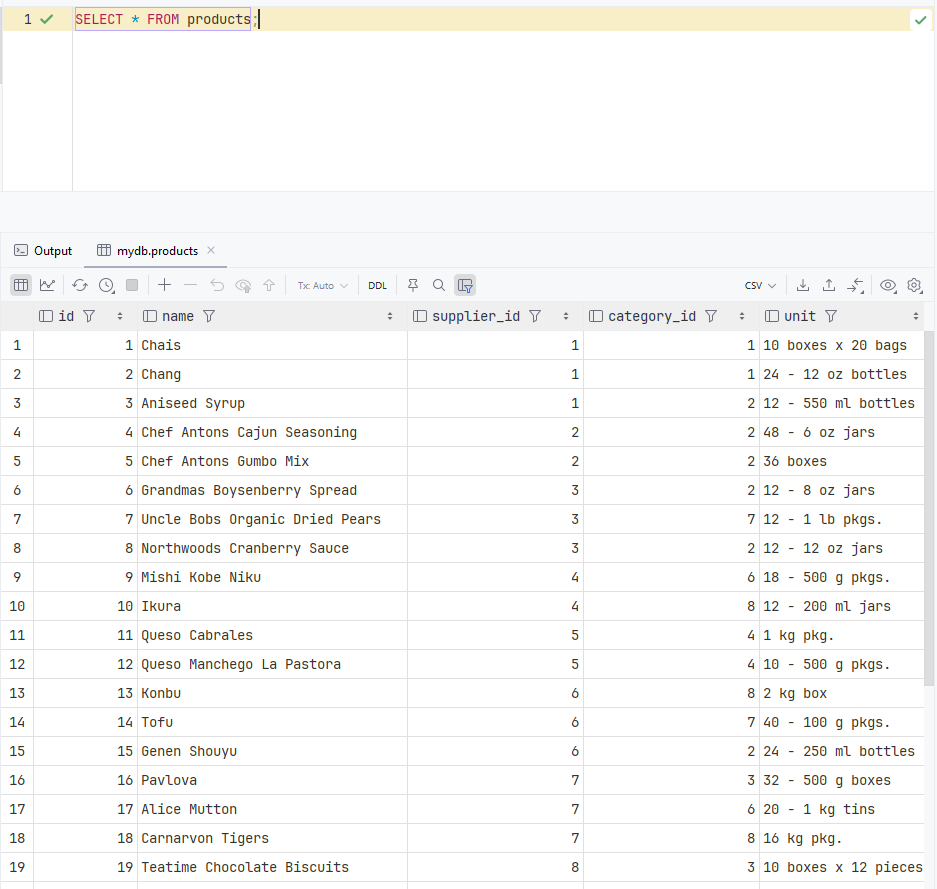 1 SELECT * FROM products;
Output mydb.products
Tx: Auto DDL CSV
id name supplier_id category_id unit
1 1 Chais 1 1 10 boxes x 20 bags
2 2 Chang 1 1 24 - 12 oz bottles
3 3 Aniseed Syrup 1 2 12 - 550 ml bottles
4 4 Chef Antons Cajun Seasoning 2 2 48 - 6 oz jars
5 5 Chef Antons Gumbo Mix 2 2 36 boxes
6 6 Grandmas Boysenberry Spread 3 2 12 - 8 oz jars
7 7 Uncle Bobs Organic Dried Pears 3 7 12 - 1 lb pkgs.
8 8 Northwoods Cranberry Sauce 3 2 12 - 12 oz jars
9 9 Mishi Kobe Niku 4 6 18 - 500 g pkgs.
10 10 Ikura 4 8 12 - 200 ml jars
11 11 Queso Cabrales 5 4 1 kg pkg.
12 12 Queso Manchego La Pastora 5 4 10 - 500 g pkgs.
13 13 Konbu 6 8 2 kg box
14 14 Tofu 6 7 40 - 100 g pkgs.
15 15 Genen Shouyu 6 2 24 - 250 ml bottles
16 16 Pavlova 7 3 32 - 500 g boxes
17 17 Alice Mutton 7 6 20 - 1 kg tins
18 18 Carnarvon Tigers 7 8 16 kg pkg.
19 19 Teatime Chocolate Biscuits 8 3 10 boxes x 12 pieces